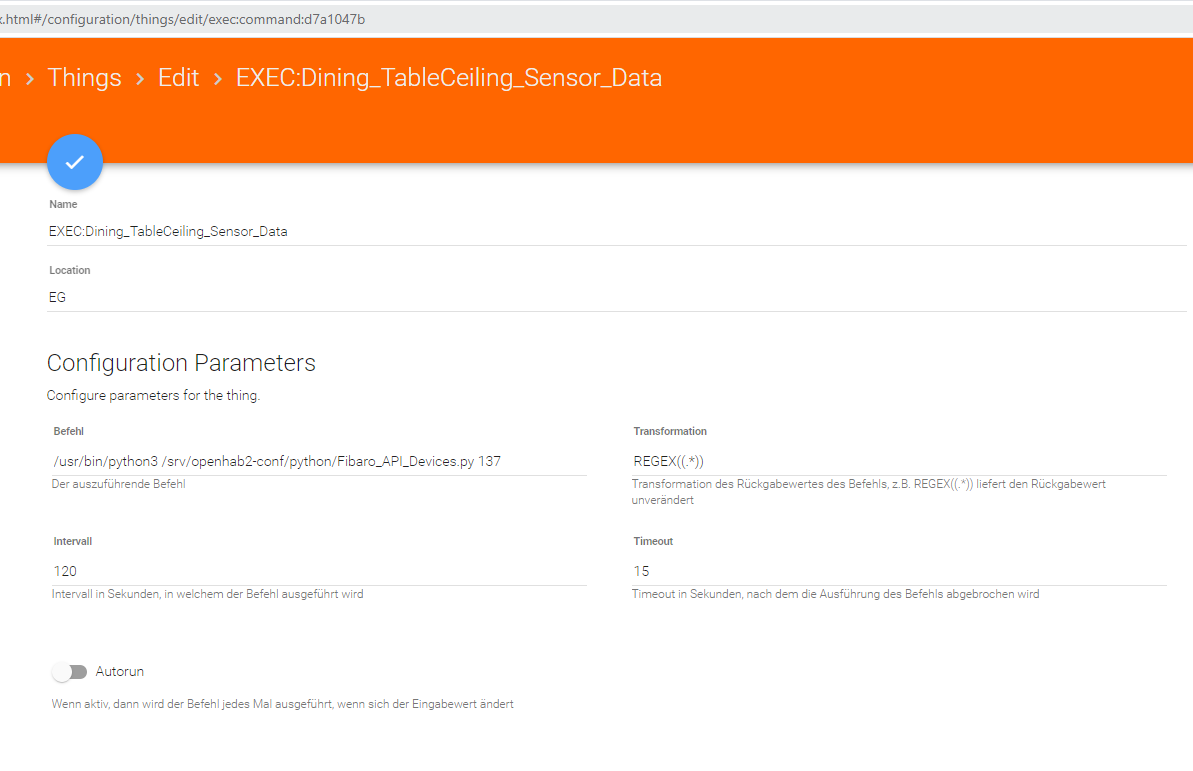 x.html#/configuration/things/edit/exec:command:d7a1047b
n > Things > Edit > EXEC:Dining_TableCeiling_Sensor_Data
Name
EXEC:Dining_TableCeiling_Sensor_Data
Location
EG
Configuration Parameters
Configure parameters for the thing.
Befehl
/usr/bin/python3 /srv/openhab2-conf/python/Fibaro_API_Devices.py 137
Der auszuführende Befehl
Transformation
REGEX((.*))
Transformation des Rückgabewertes des Befehls, z.B. REGEX((.*)) liefert den Rückgabewert
unverändert
Intervall
120
Intervall in Sekunden, in welchem der Befehl ausgeführt wird
Timeout
15
Timeout in Sekunden, nach dem die Ausführung des Befehls abgebrochen wird
Autorun
Wenn aktiv, dann wird der Befehl jedes Mal ausgeführt, wenn sich der Eingabewert ändert